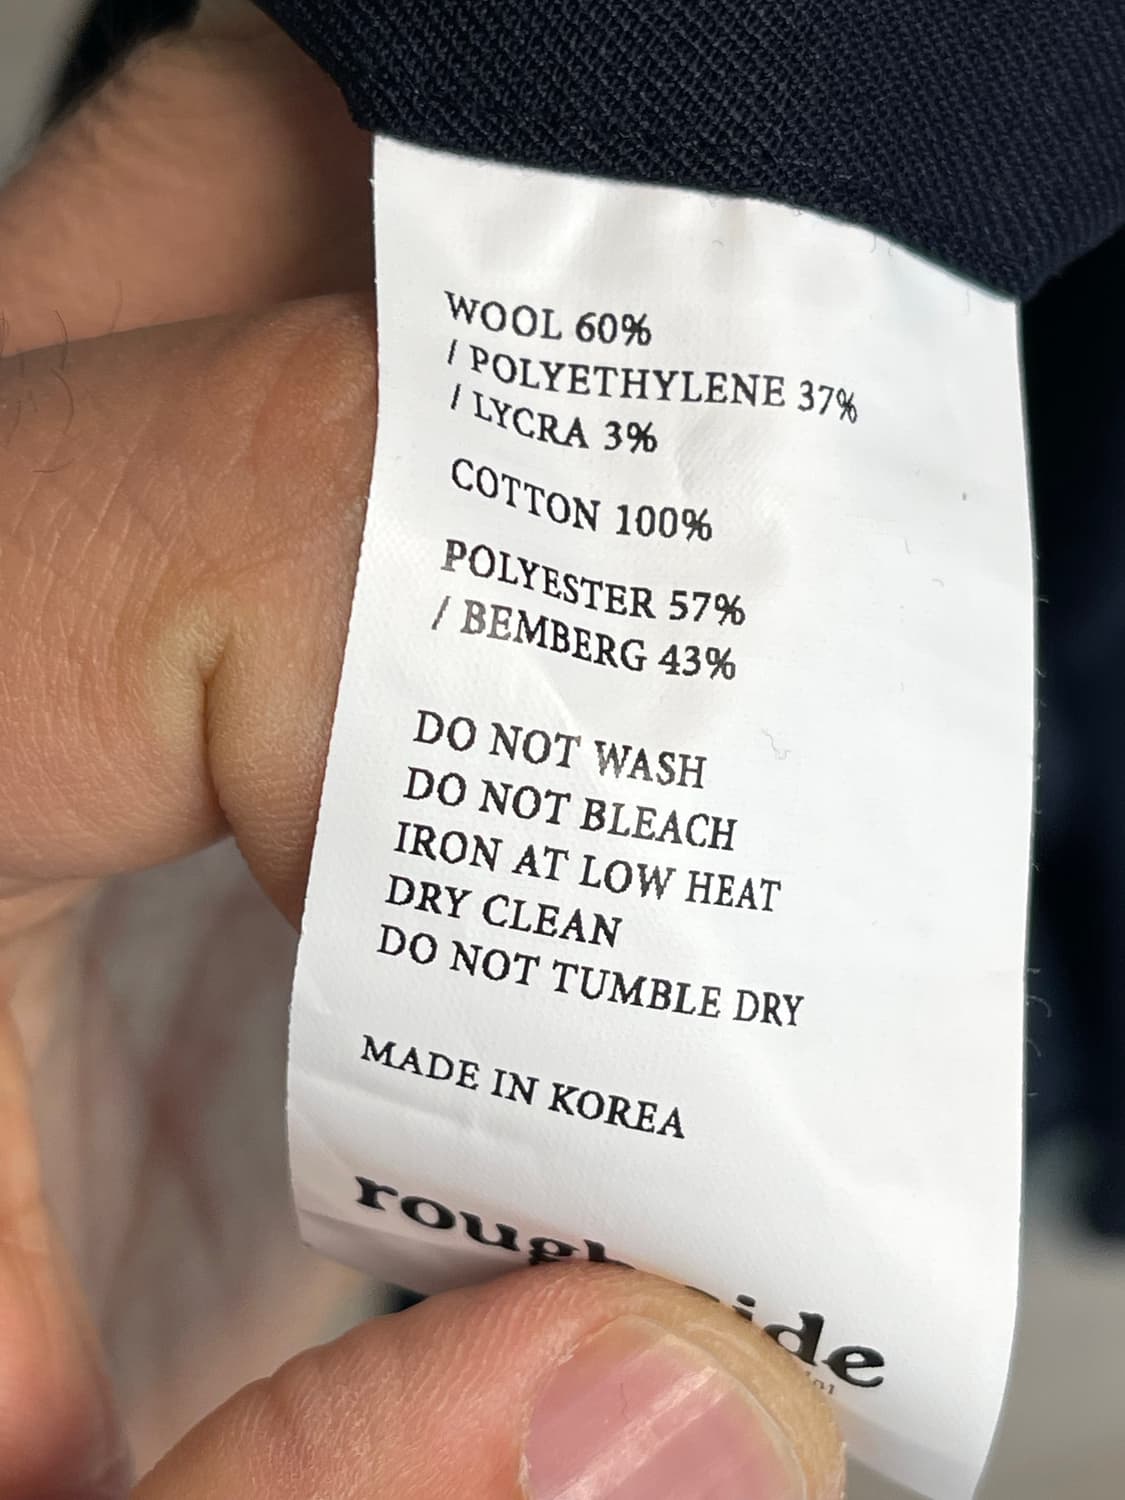 WOOL 60%
/ POLYETHYLENE 37%
/ LYCRA 3%
COTTON 100%
POLYESTER 57%
/ BEMBERG 43%
DO NOT WASH
DO NOT BLEACH
IRON AT LOW HEAT
DRY CLEAN
DO NOT TUMBLE DRY
MADE IN KOREA